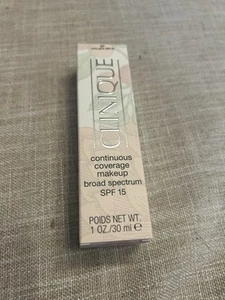 CLINIQUE
continuous
coverage
makeup
broad spectrum
SPF 15
POIDS NET WT.
1 OZ./30 ml e